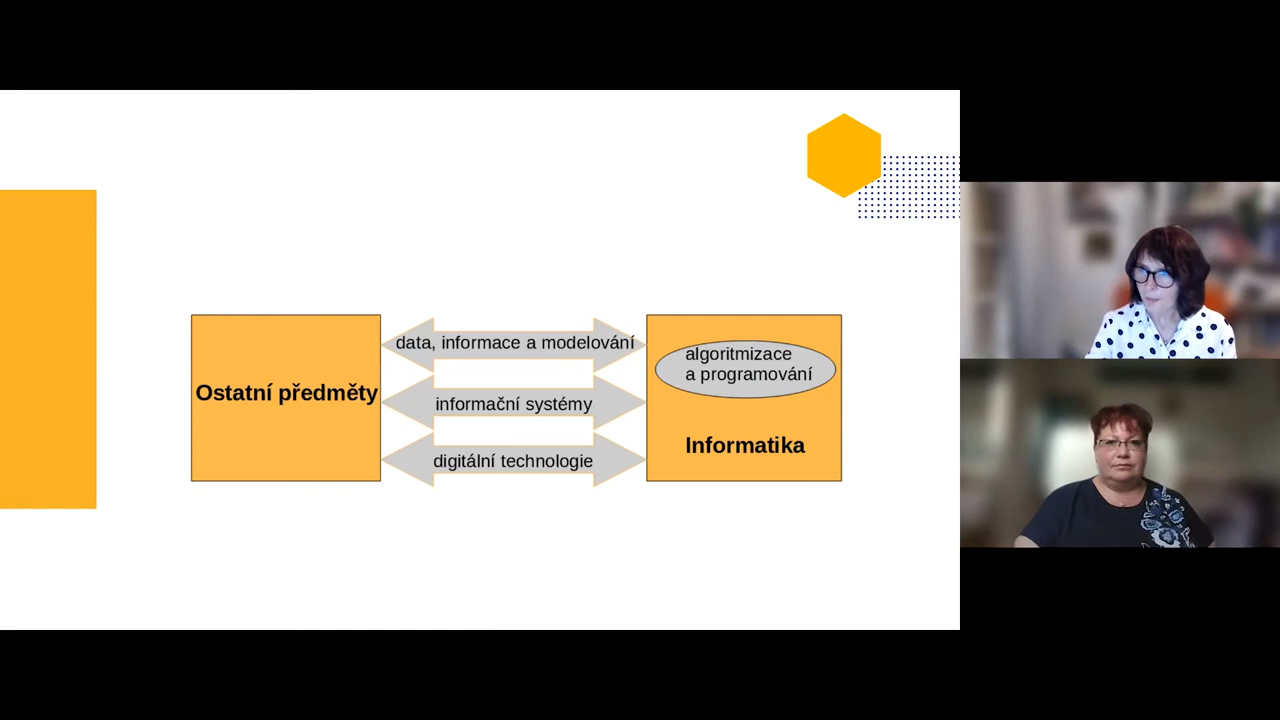 Ostatní předměty
data, informace a modelování
informační systémy
digitální technologie
algoritmizace
a programování
Informatika